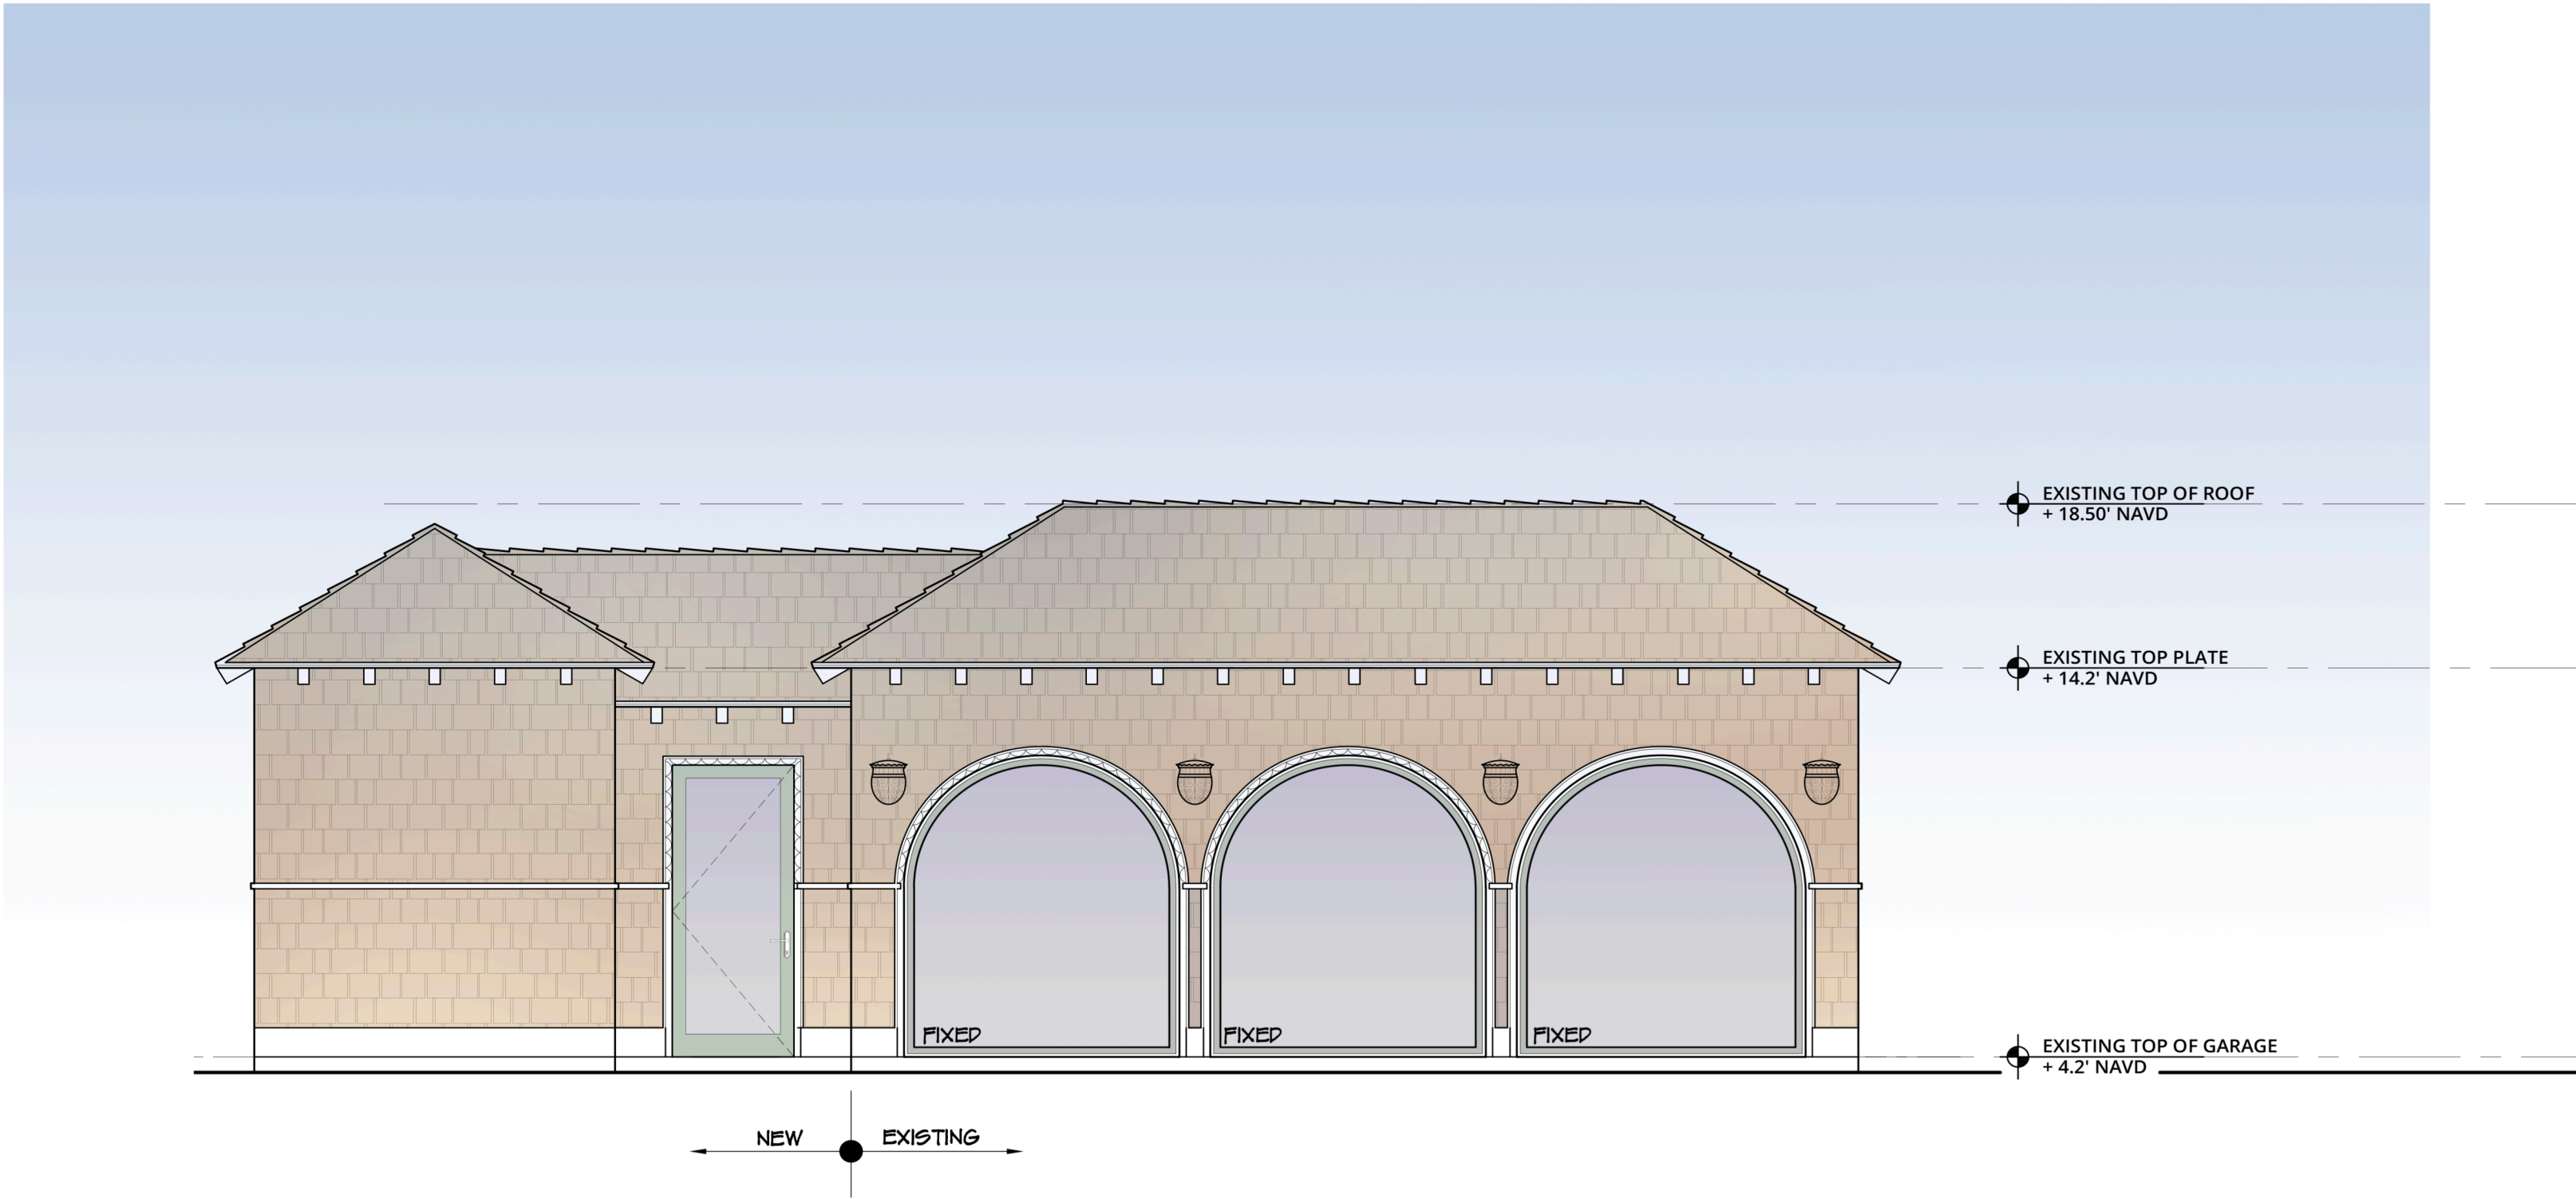 EXISTING TOP OF ROOF
+ 18.50' NAVD
EXISTING TOP PLATE
+ 14.2' NAVD
FIXED
FIXED
FIXED
EXISTING TOP OF GARAGE
+ 4.2' NAVD
NEW
EXISTING